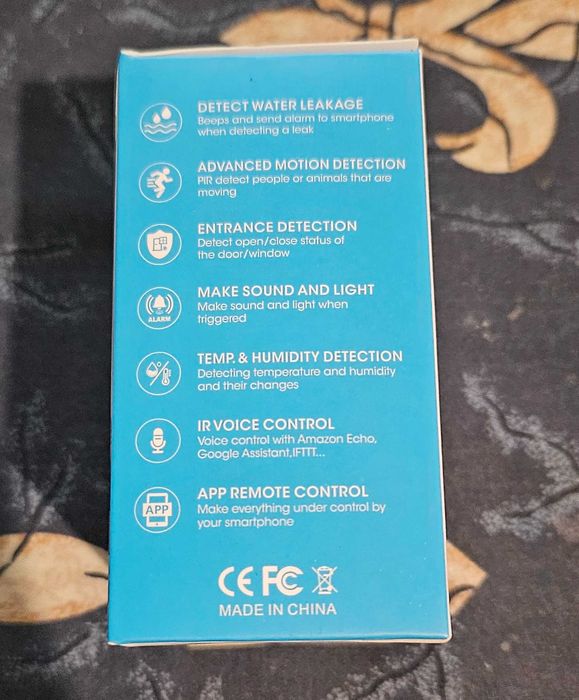 DETECT WATER LEAKAGE
Beeps and send alarm to smartphone
when detecting a leak
ADVANCED MOTION DETECTION
PIR detect people or animals that are
moving
ENTRANCE DETECTION
Detect open/close status of
the door/window
MAKE SOUND AND LIGHT
Make sound and light when
triggered
ALARM
TEMP. & HUMIDITY DETECTION
Detecting temperature and humidity
and their changes
IR VOICE CONTROL
Voice control with Amazon Echo,
Google Assistant,IFTTT...
APP REMOTE CONTROL
Make everything under control by
your smartphone
APP
CE FC
MADE IN CHINA